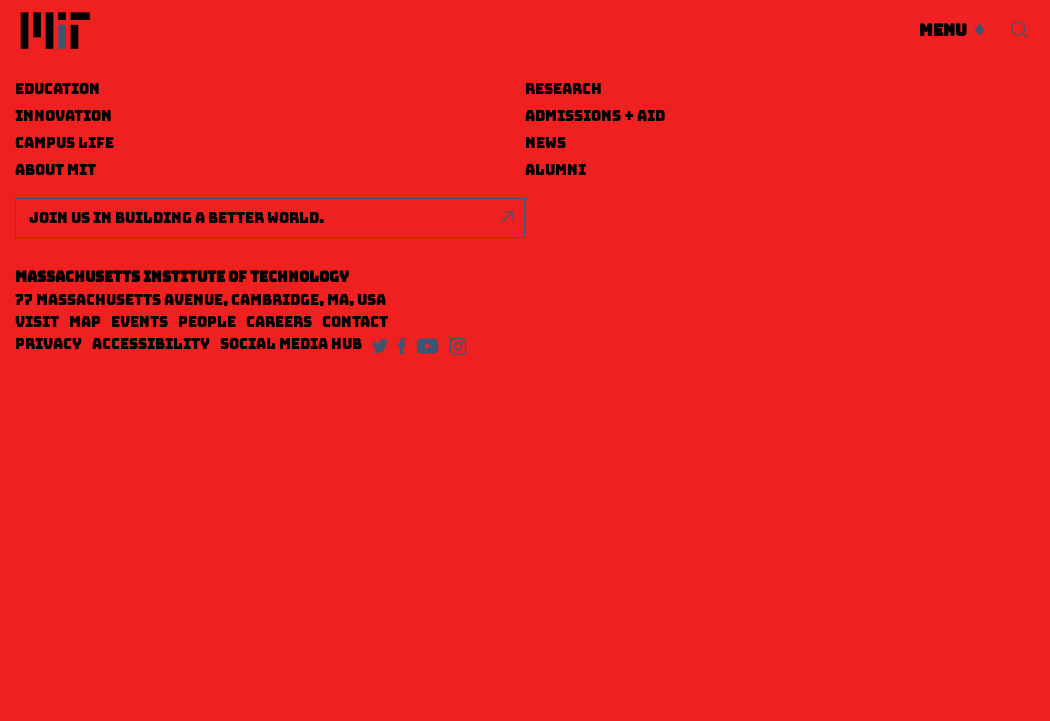 MIT
MENU
EDUCATION
RESEARCH
INNOVATION
ADMISSIONS + AID
CAMPUS LIFE
NEWS
ABOUT MIT
ALUMNI
JOIN US IN BUILDING A BETTER WORLD.
MASSACHUSETTS INSTITUTE OF TECHNOLOGY
77 MASSACHUSETTS AVENUE, CAMBRIDGE, MA, USA
VISIT MAP EVENTS PEOPLE CAREERS CONTACT
PRIVACY ACCESSIBILITY SOCIAL MEDIA HUB